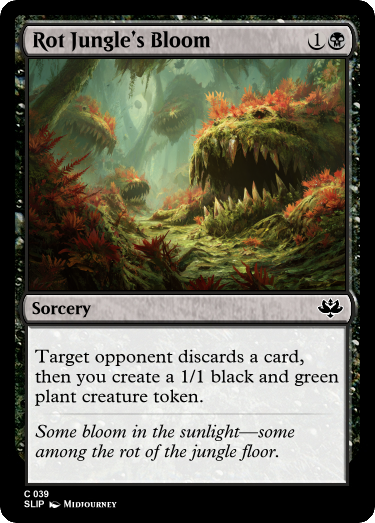 Rot Jungle's Bloom 1
Sorcery
Target opponent discards a card,
then you create a 1/1 black and green
plant creature token.
Some bloom in the sunlight—some
among the rot of the jungle floor.
C 039
SLIP Midjourney